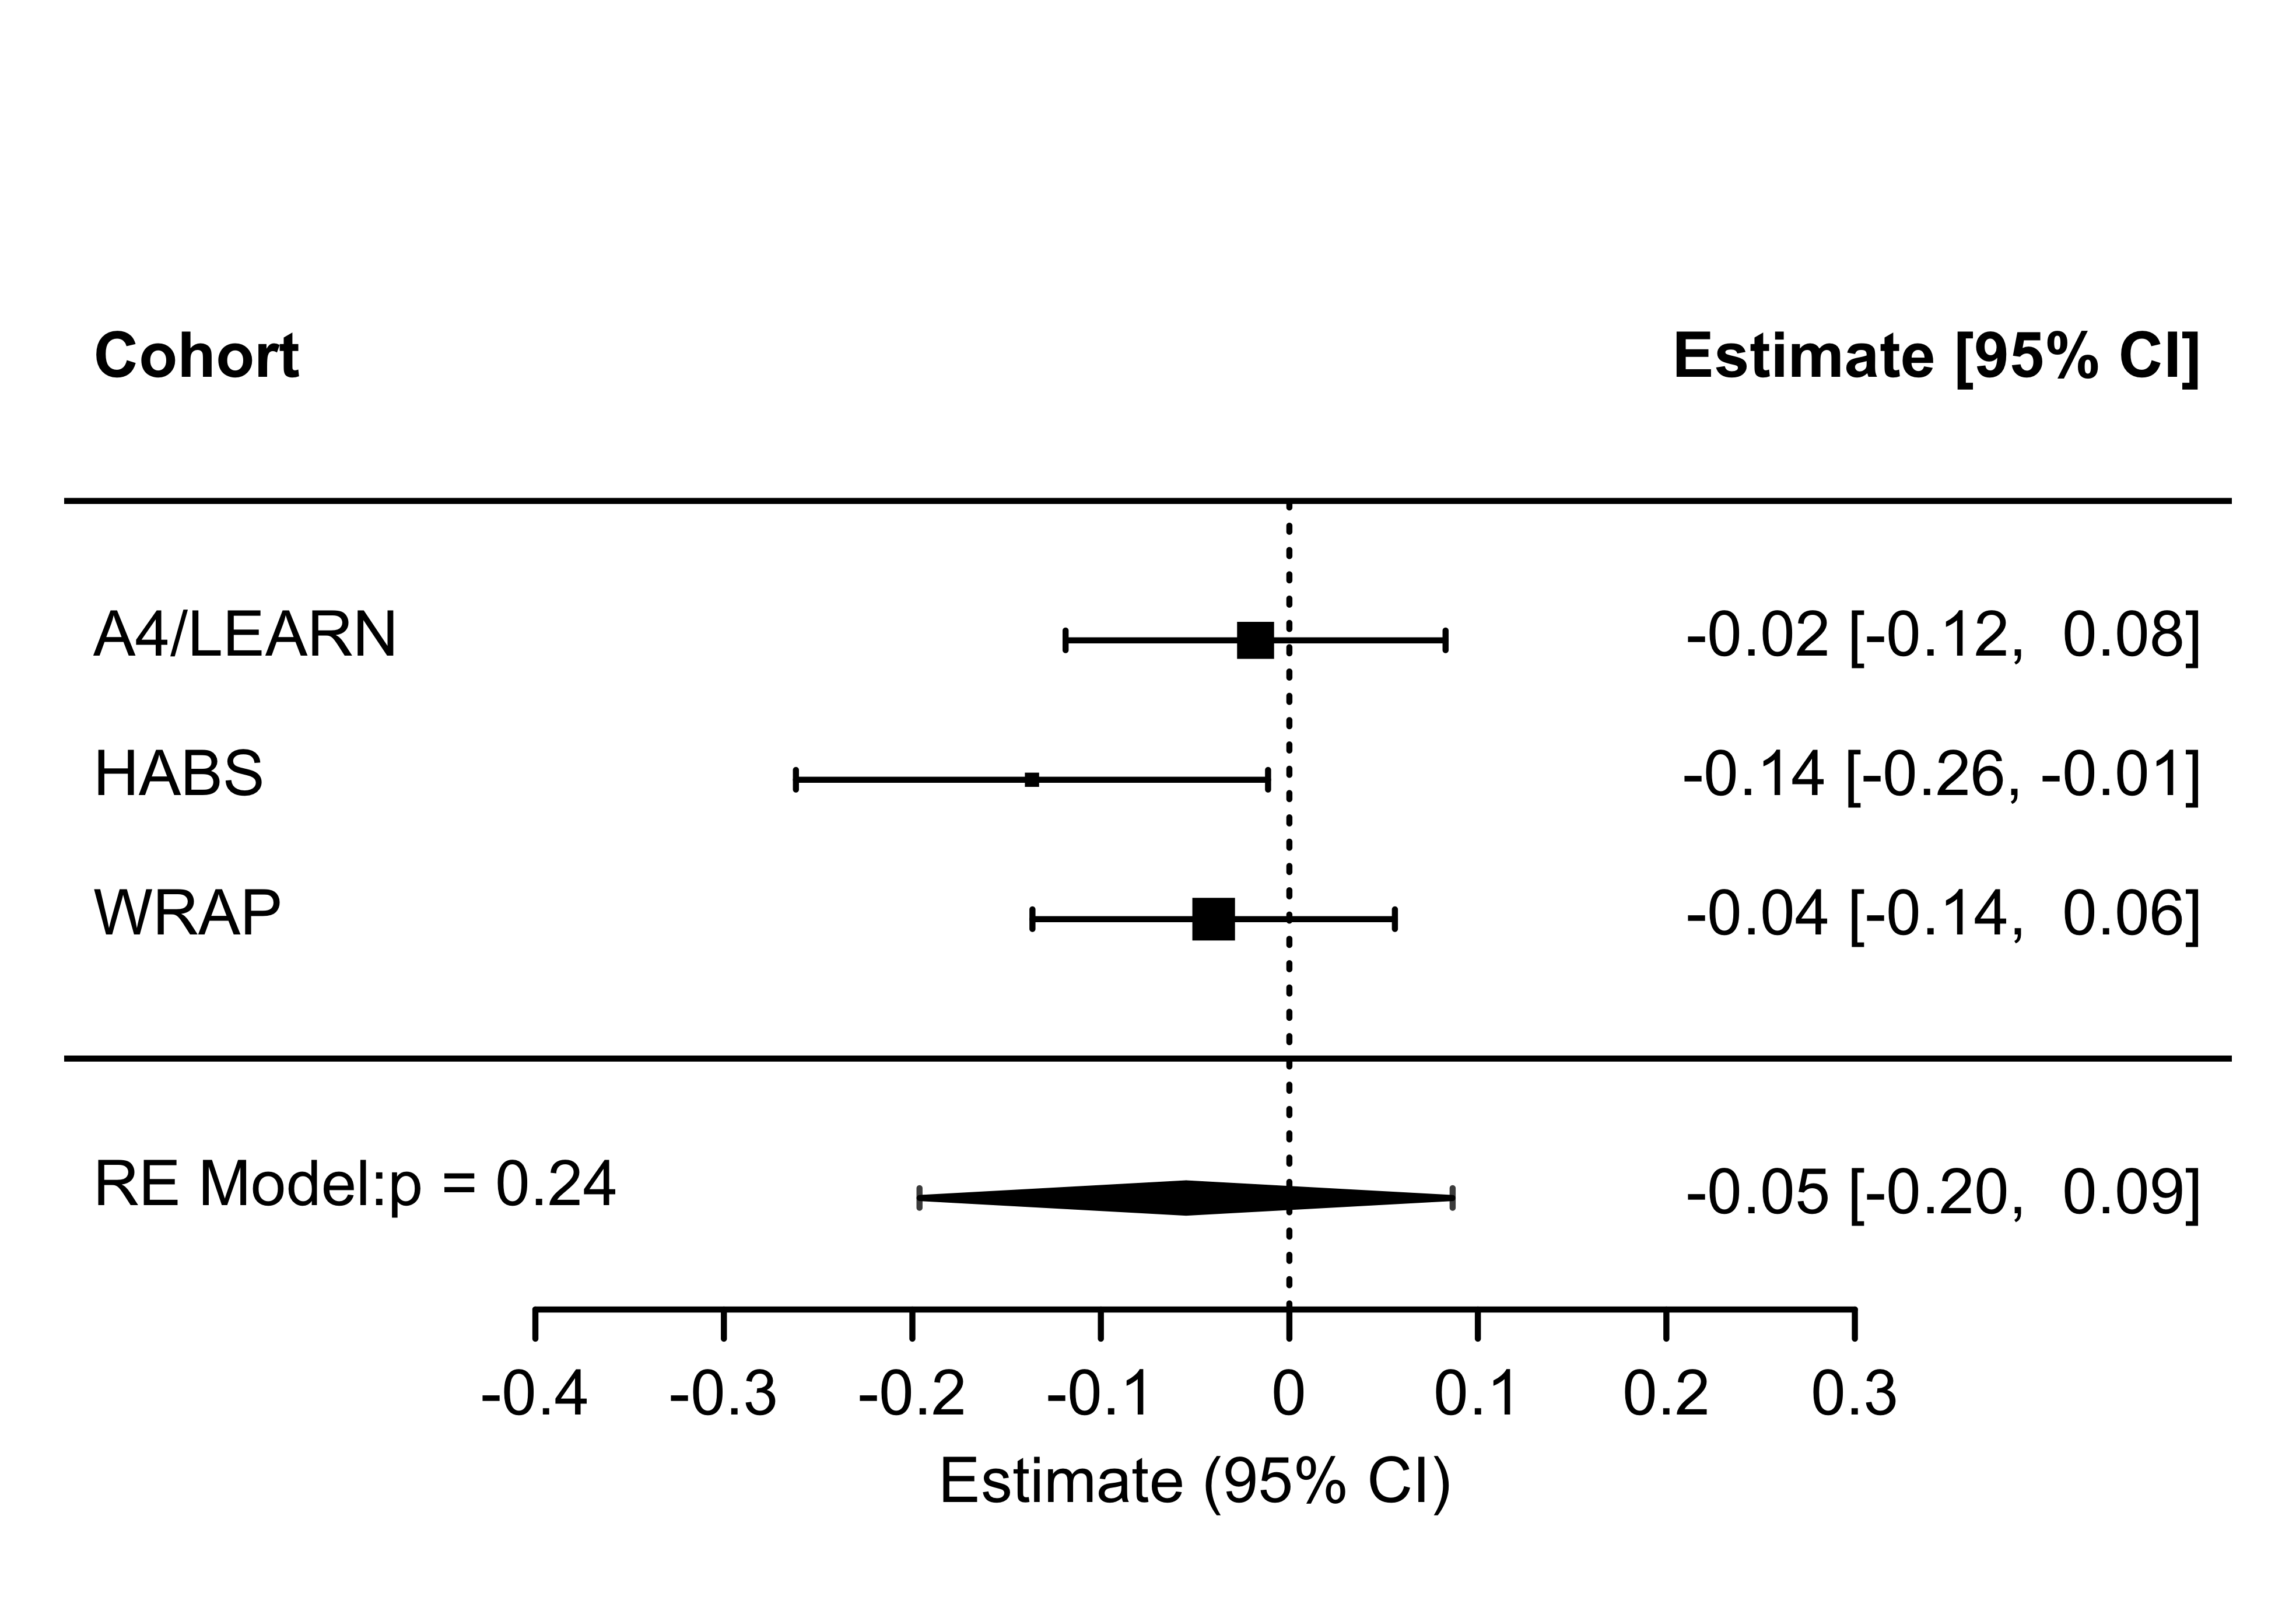 Cohort Estimate [95% CI]
A4/LEARN -0.02 [-0.12, 0.08]
HABS -0.14 [-0.26, -0.01]
WRAP -0.04 [-0.14, 0.06]
RE Model:p = 0.24 -0.05 [-0.20, 0.09]
-0.4 -0.3 -0.2 -0.1 0 0.1 0.2 0.3
Estimate (95% CI)